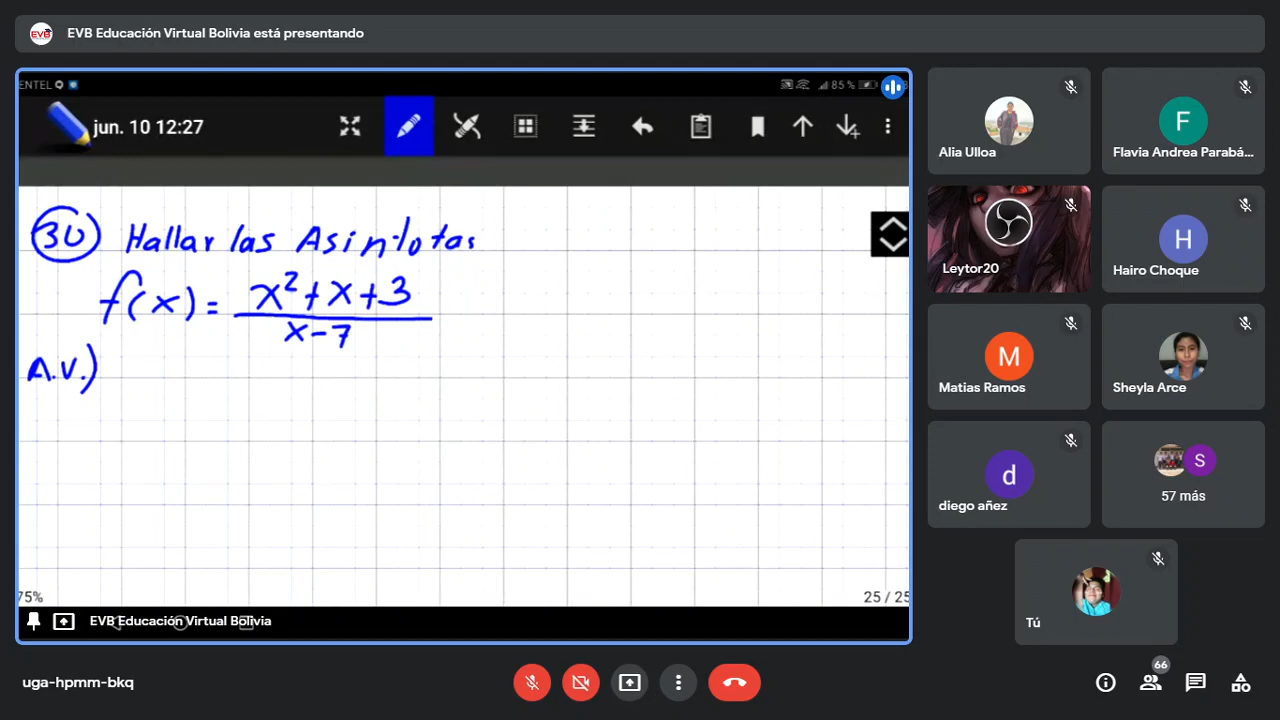 EVB Educación Virtual Bolivia está presentando
ENTEL
85 %
jun. 10 12:27
30 Hallar las Asintotas
f(x) = x²+x+3 / x-7
A.V.)
75%
25 / 25
EVB Educación Virtual Bolivia
Alia Ulloa
F
Flavia Andrea Parabá...
Leytor20
H
Hairo Choque
M
Matias Ramos
Sheyla Arce
d
diego añez
S
57 más
Tú
uga-hpmm-bkq
66